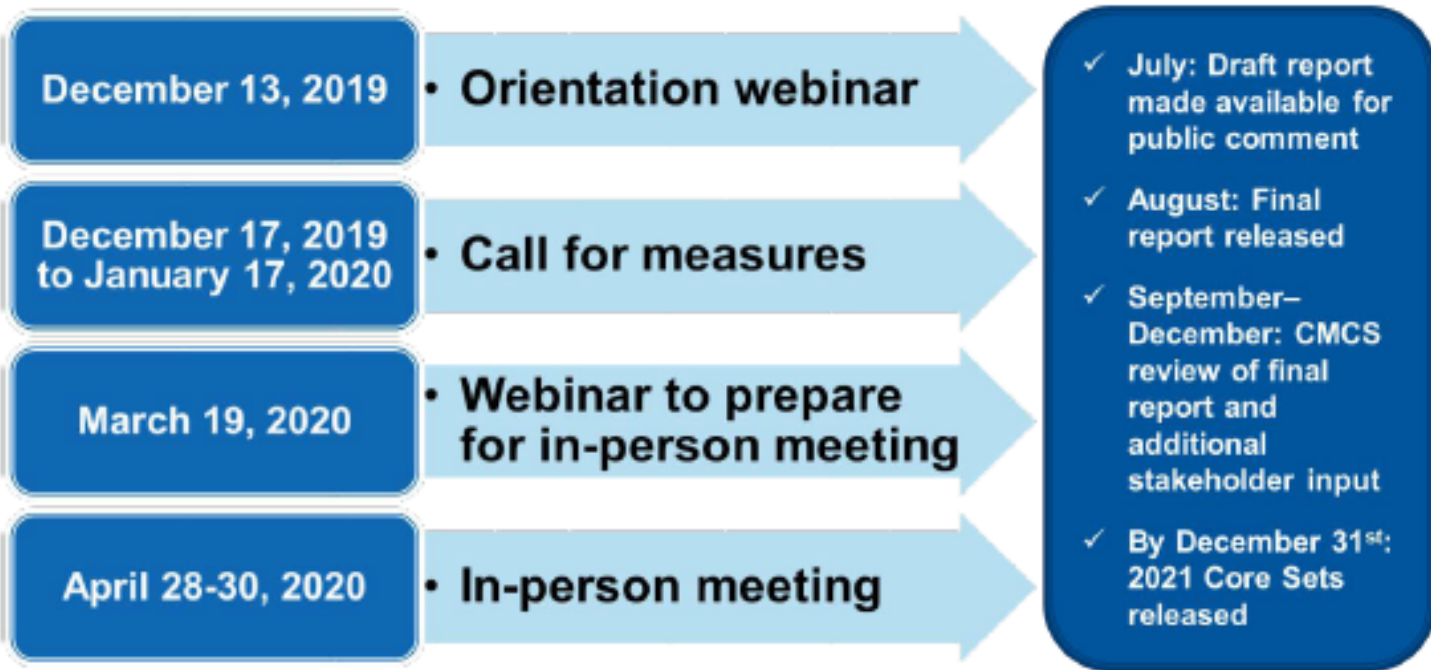 December 13, 2019
• Orientation webinar
December 17, 2019
to January 17, 2020
• Call for measures
March 19, 2020
• Webinar to prepare
for in-person meeting
April 28-30, 2020
• In-person meeting
✓ July: Draft report
made available for
public comment
✓ August: Final
report released
✓ September–
December: CMCS
review of final
report and
additional
stakeholder input
✓ By December 31st:
2021 Core Sets
released